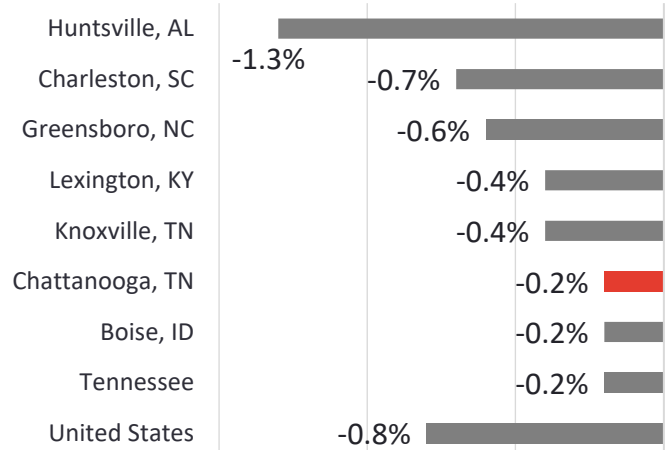 Huntsville, AL
-1.3%
Charleston, SC -0.7%
Greensboro, NC -0.6%
Lexington, KY -0.4%
Knoxville, TN -0.4%
Chattanooga, TN -0.2%
Boise, ID -0.2%
Tennessee -0.2%
United States -0.8%